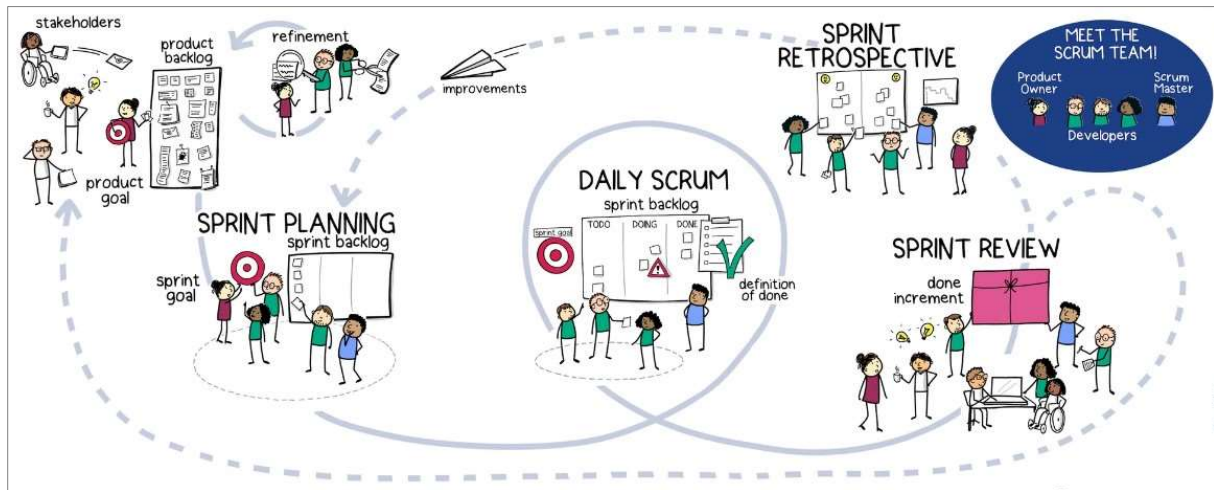 stakeholders
product
backlog
refinement
product
goal
improvements
SPRINT
RETROSPECTIVE
MEET THE
SCRUM TEAM!
Product
Owner
Scrum
Master
Developers
SPRINT PLANNING
sprint backlog
sprint
goal
DAILY SCRUM
sprint backlog
sprint goal
TODO
DOING
DONE
definition
of done
SPRINT REVIEW
done
increment